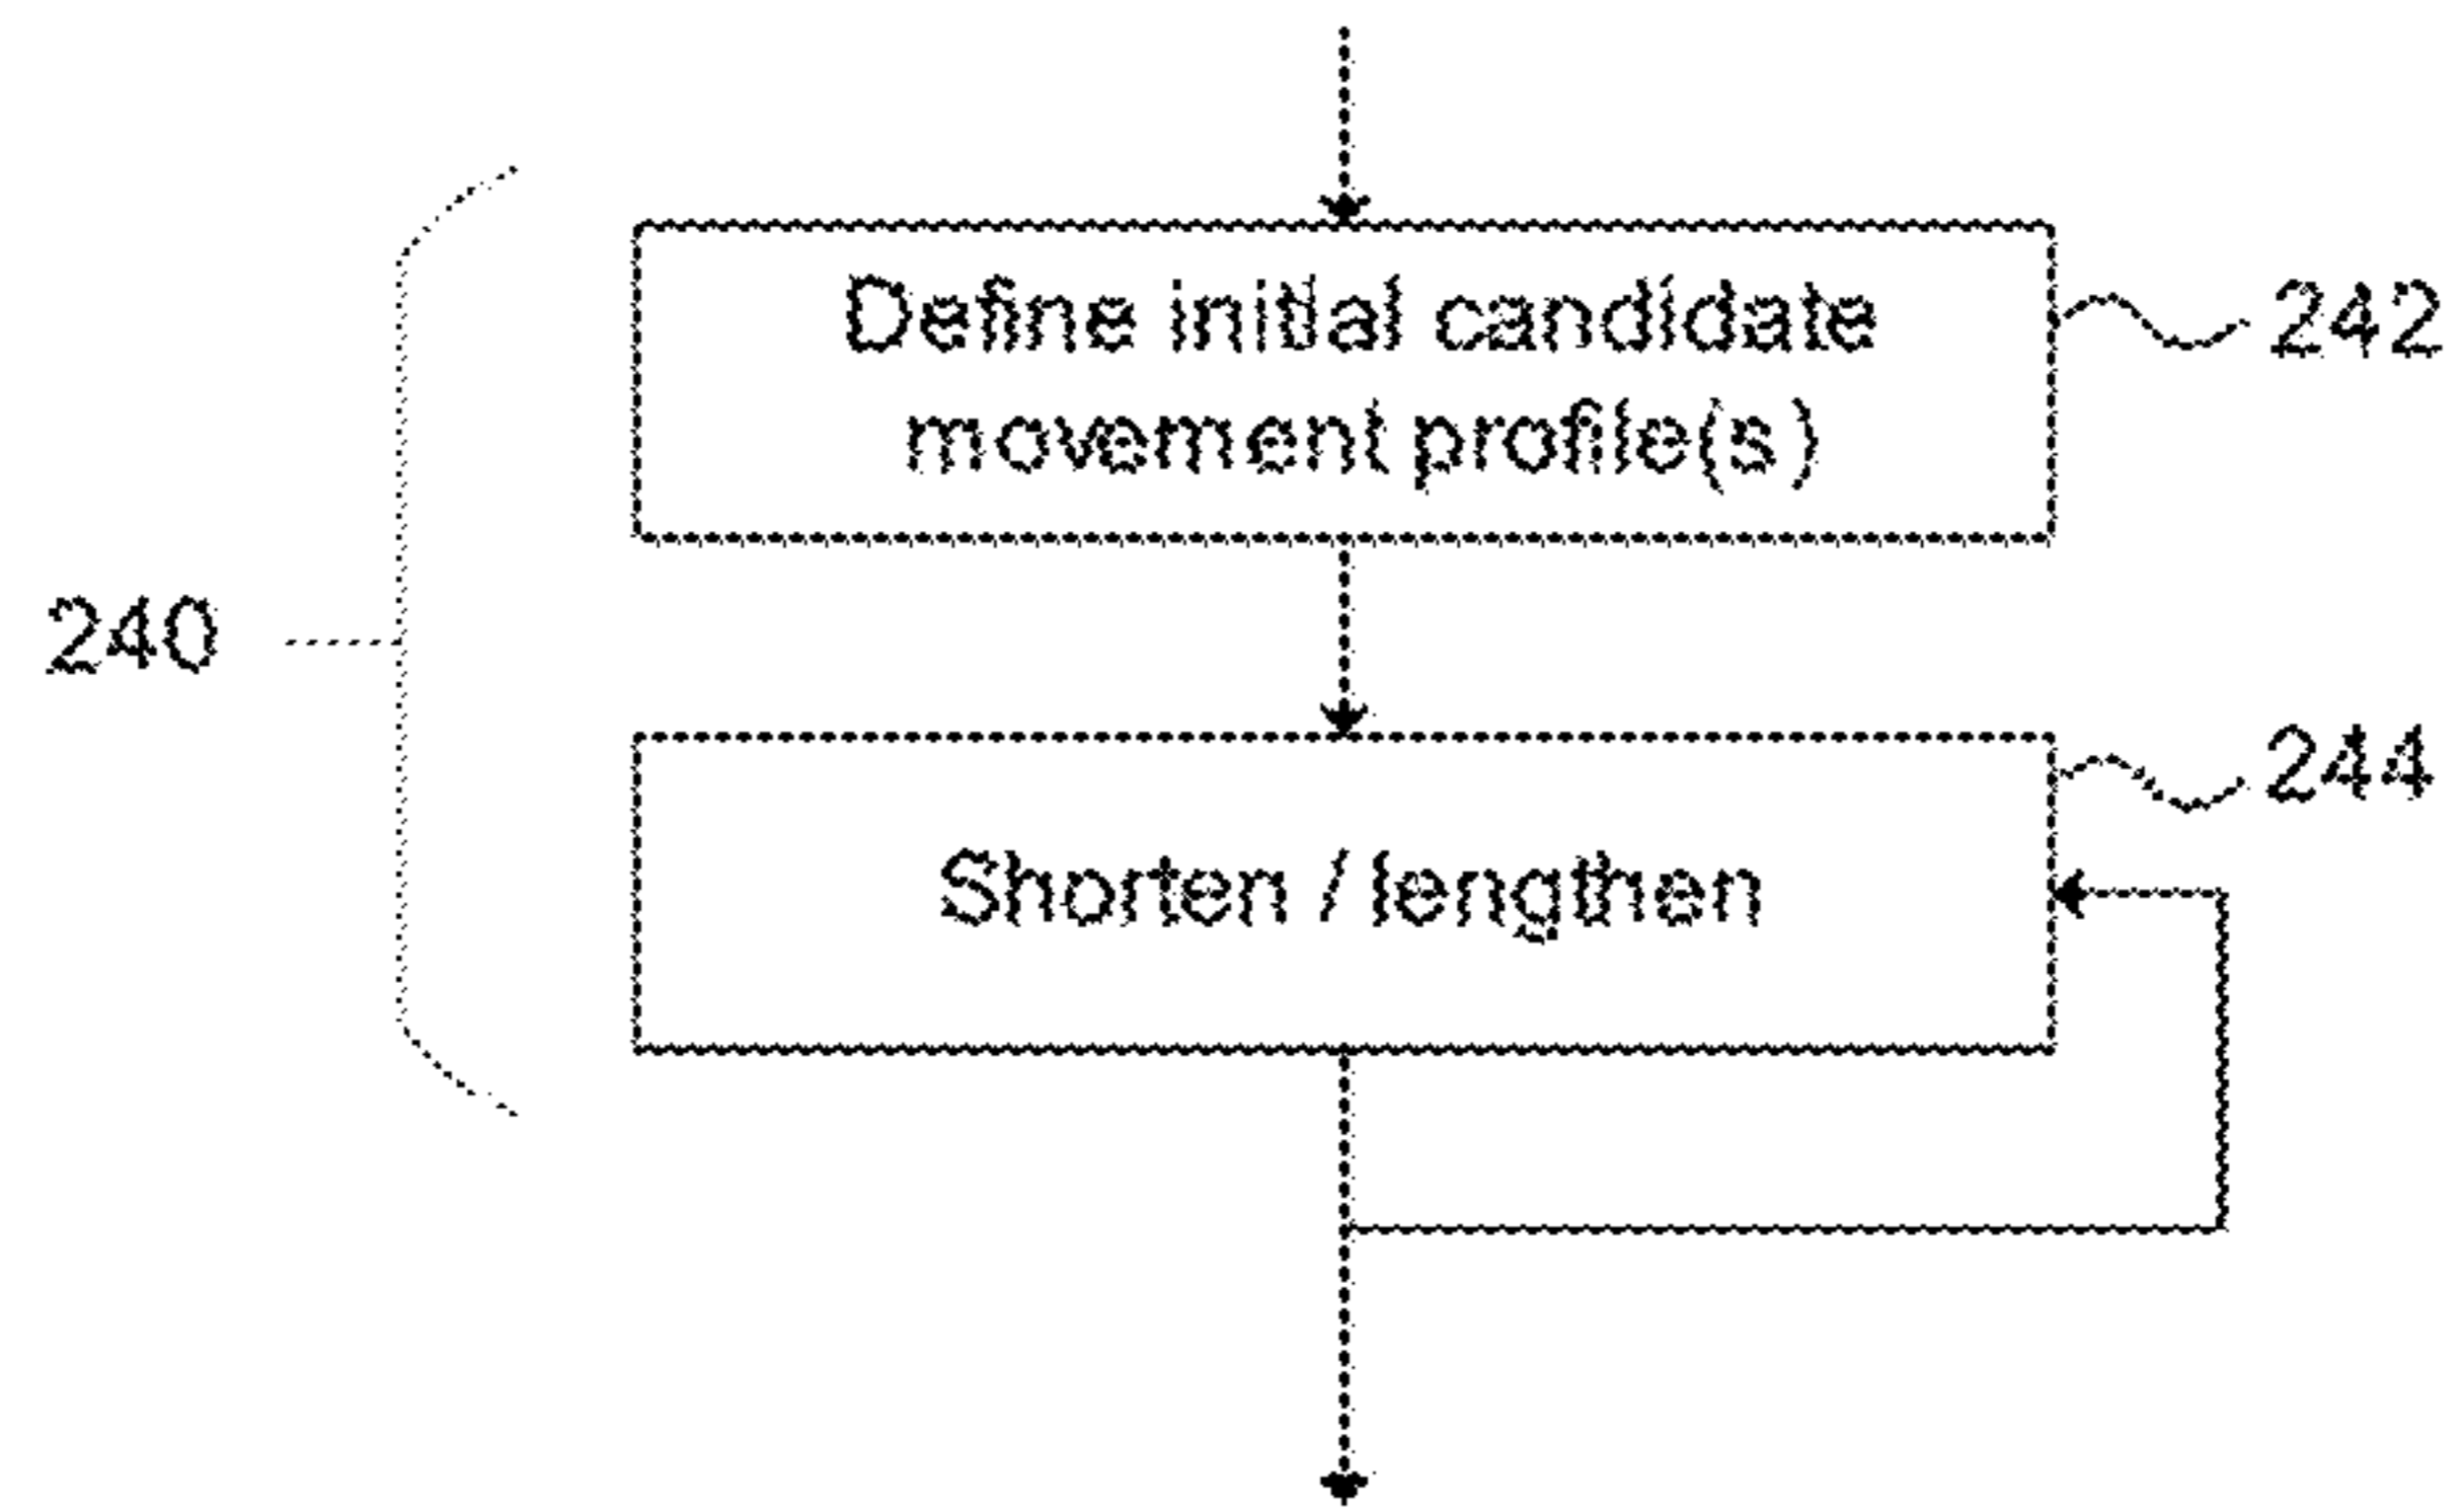 Define initial candidate
movement profile(s)
242
240
244
Shorten / lengthen